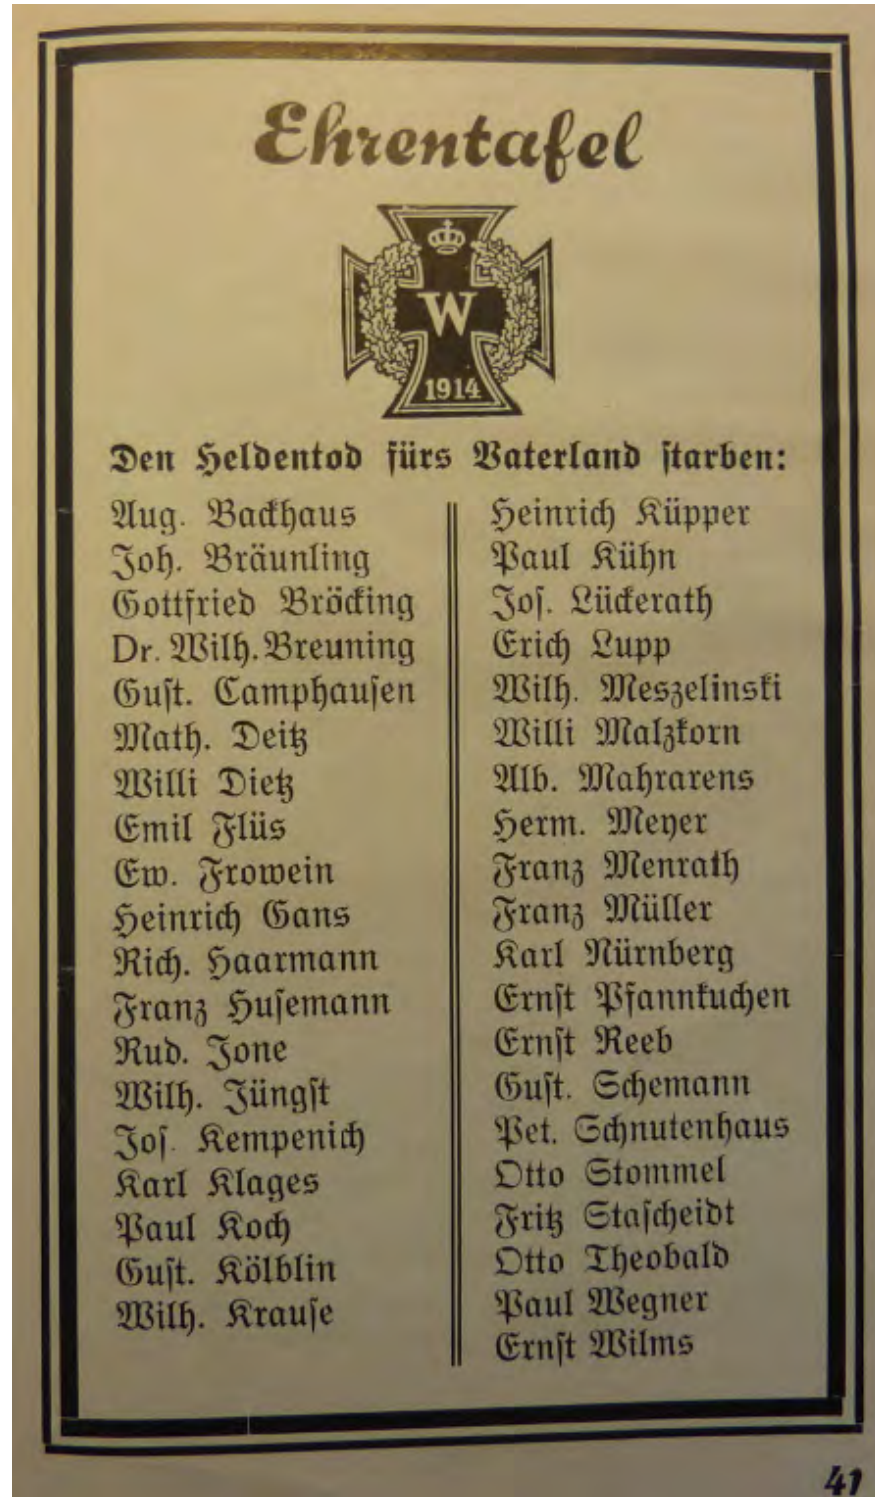 Ehrentafel
W
1914
Den Heldentod fürs Vaterland starben:
Aug. Backhaus
Joh. Bräunling
Gottfried Bröcking
Dr. Wilh. Breuning
Gust. Camphausen
Math. Deitz
Willi Dietz
Emil Flüs
Ew. Frowein
Heinrich Gans
Rich. Haarmann
Franz Husemann
Rud. Jone
Wilh. Jüngst
Jos. Kempenich
Karl Klages
Paul Koch
Gust. Kölblin
Wilh. Krause
Heinrich Küpper
Paul Kühn
Jos. Lückerath
Erich Lupp
Wilh. Meszelinski
Willi Malzkorn
Alb. Mahrarens
Herm. Meyer
Franz Menrath
Franz Müller
Karl Nürnberg
Ernst Pfannkuchen
Ernst Reeb
Gust. Schemann
Pet. Schnutenhaus
Otto Stommel
Fritz Stascheidt
Otto Theobald
Paul Wegner
Ernst Wilms
41